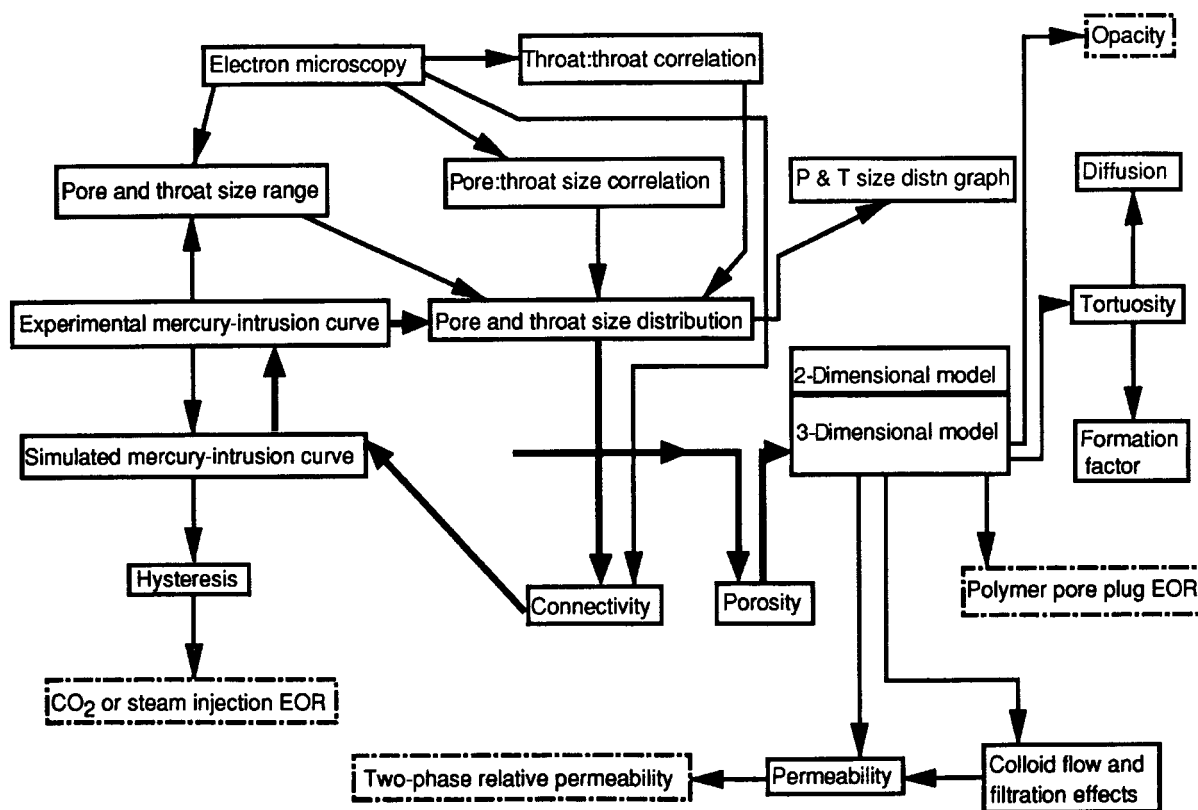 Opacity
Electron microscopy
Throat:throat correlation
Pore and throat size range
Pore:throat size correlation
P & T size distn graph
Diffusion
Experimental mercury-intrusion curve
Pore and throat size distribution
Tortuosity
2-Dimensional model
3-Dimensional model
Simulated mercury-intrusion curve
Formation
factor
Hysteresis
Connectivity
Porosity
Polymer pore plug EOR
CO2 or steam injection EOR
Two-phase relative permeability
Permeability
Colloid flow and
filtration effects